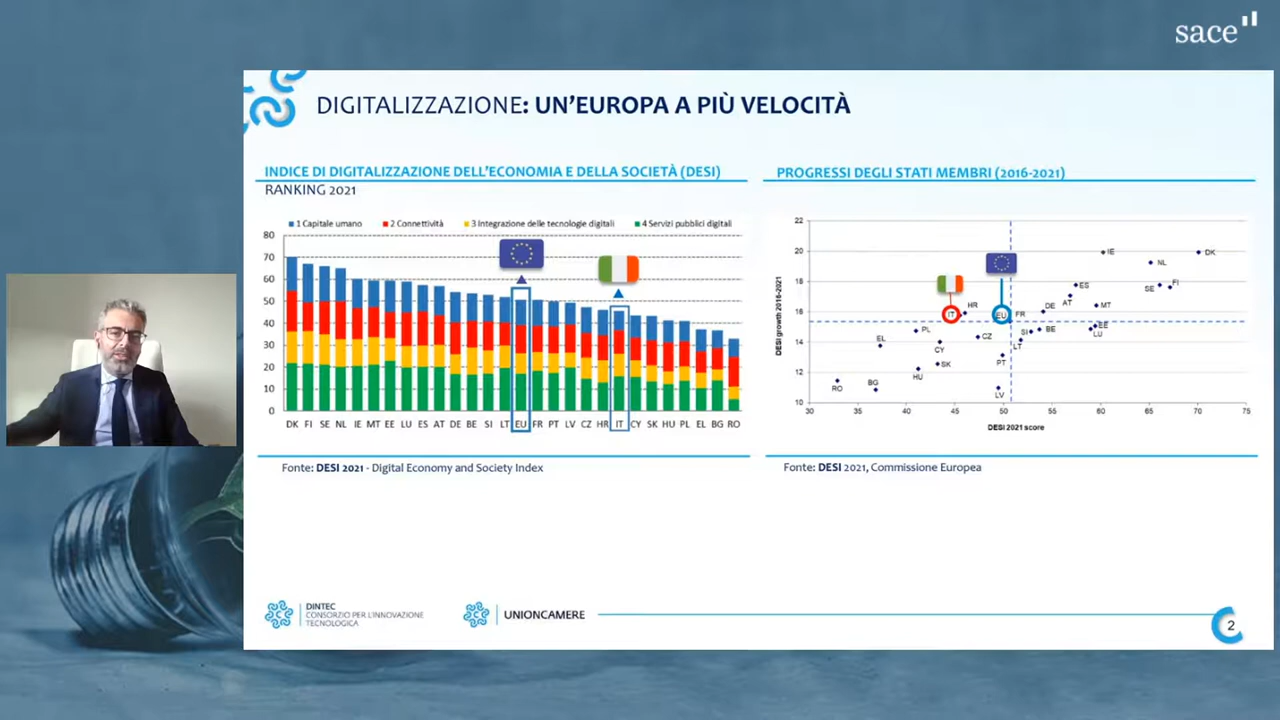 sace
DIGITALIZZAZIONE: UN'EUROPA A PIÙ VELOCITÀ
INDICE DI DIGITALIZZAZIONE DELL'ECONOMIA E DELLA SOCIETÀ (DESI)
RANKING 2021
1 Capitale umano 2 Connettività 3 Integrazione delle tecnologie digitali 4 Servizi pubblici digitali
80
70
60
50
40
30
20
10
0
DK FI SE NL IE MT EE LU ES AT DE BE SI LT EU FR PT LV CZ HR IT CY SK HU PL EL BG RO
Fonte: DESI 2021 - Digital Economy and Society Index
PROGRESSI DEGLI STATI MEMBRI (2016-2021)
DESI growth 2016-2021
22
20
18
16
14
12
10
IE DK
NL
ES SE FI
AT
HR MT
IT EU FR DE
PL SI BE EE
LU
EL CZ LT
CY
PT
SK
HU
RO BG LV
30 35 40 45 50 55 60 65 70 75
DESI 2021 score
Fonte: DESI 2021, Commissione Europea
DINTEC
CONSORZIO PER L'INNOVAZIONE
TECNOLOGICA
UNIONCAMERE
2